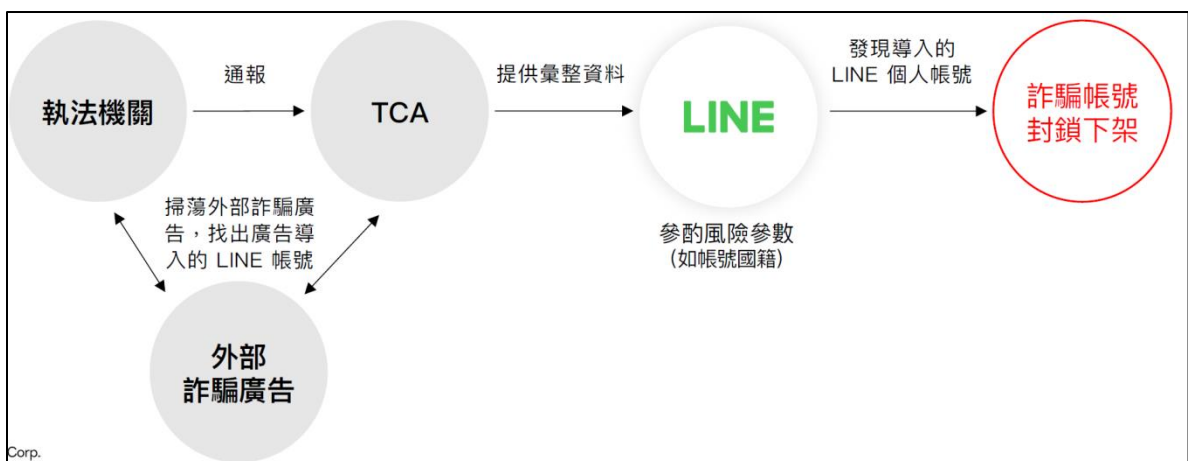 執法機關
通報
TCA
提供彙整資料
LINE
參酌風險參數
(如帳號國籍)
發現導入的
LINE 個人帳號
詐騙帳號
封鎖下架
掃蕩外部詐騙廣
告,找出廣告導
入的 LINE 帳號
外部
詐騙廣告
Corp.